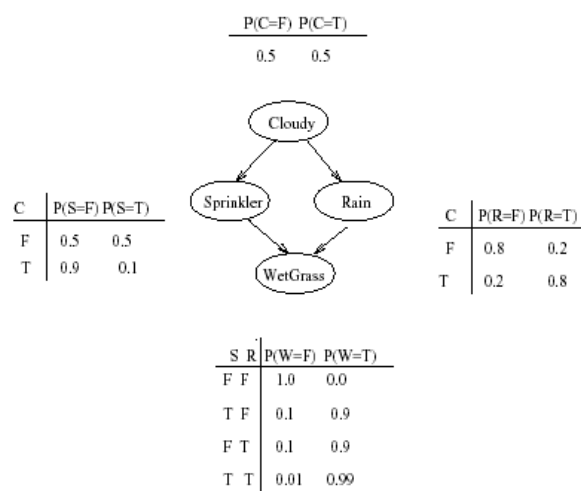 P(C=F) P(C=T)
0.5 0.5
Cloudy
Sprinkler
Rain
WetGrass
C P(S=F) P(S=T)
F 0.5 0.5
T 0.9 0.1
C P(R=F) P(R=T)
F 0.8 0.2
T 0.2 0.8
S R P(W=F) P(W=T)
F F 1.0 0.0
T F 0.1 0.9
F T 0.1 0.9
T T 0.01 0.99